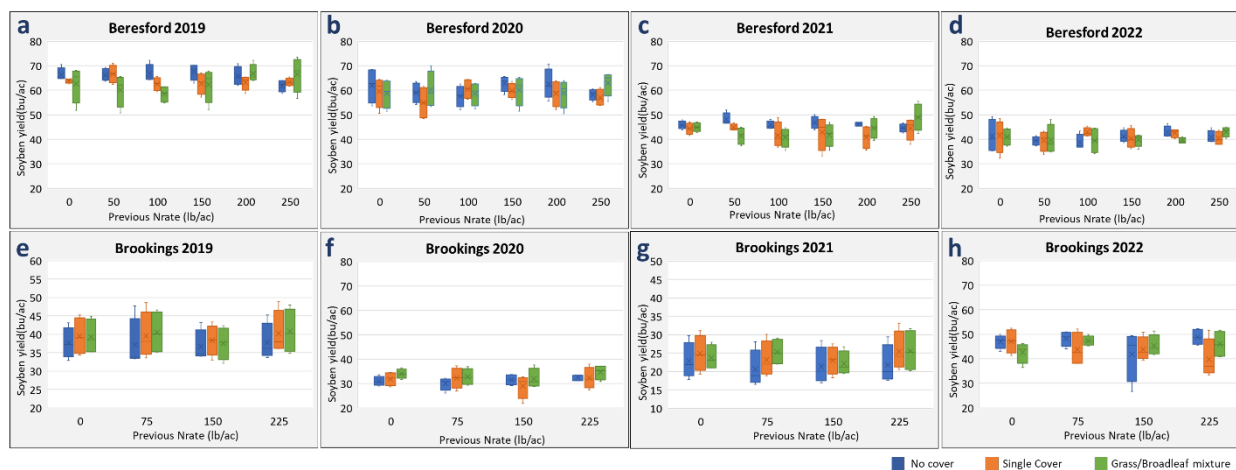 a Beresford 2019
80
70
60
50
40
30
20
Soyben yield(bu/ac)
0 50 100 150 200 250
Previous Nrate (lb/ac)
b Beresford 2020
80
70
60
50
40
30
20
Soyben yield(bu/ac)
0 50 100 150 200 250
Previous Nrate (lb/ac)
c Beresford 2021
80
70
60
50
40
30
20
Soyben yield(bu/ac)
0 50 100 150 200 250
Previous Nrate (lb/ac)
d Beresford 2022
80
70
60
50
40
30
20
Soyben yield(bu/ac)
0 50 100 150 200 250
Previous Nrate (lb/ac)
e Brookings 2019
60
55
50
45
40
35
30
25
20
Soyben yield(bu/ac)
0 75 150 225
Previous Nrate (lb/ac)
f Brookings 2020
80
70
60
50
40
30
20
Soyben yield(bu/ac)
0 75 150 225
Previous Nrate (lb/ac)
g Brookings 2021
50
45
40
35
30
25
20
15
10
Soyben yield(bu/ac)
0 75 150 225
Previous Nrate (lb/ac)
h Brookings 2022
80
70
60
50
40
30
20
Soyben yield(bu/ac)
0 75 150 225
Previous Nrate (lb/ac)
No cover Single Cover Grass/Broadleaf mixture